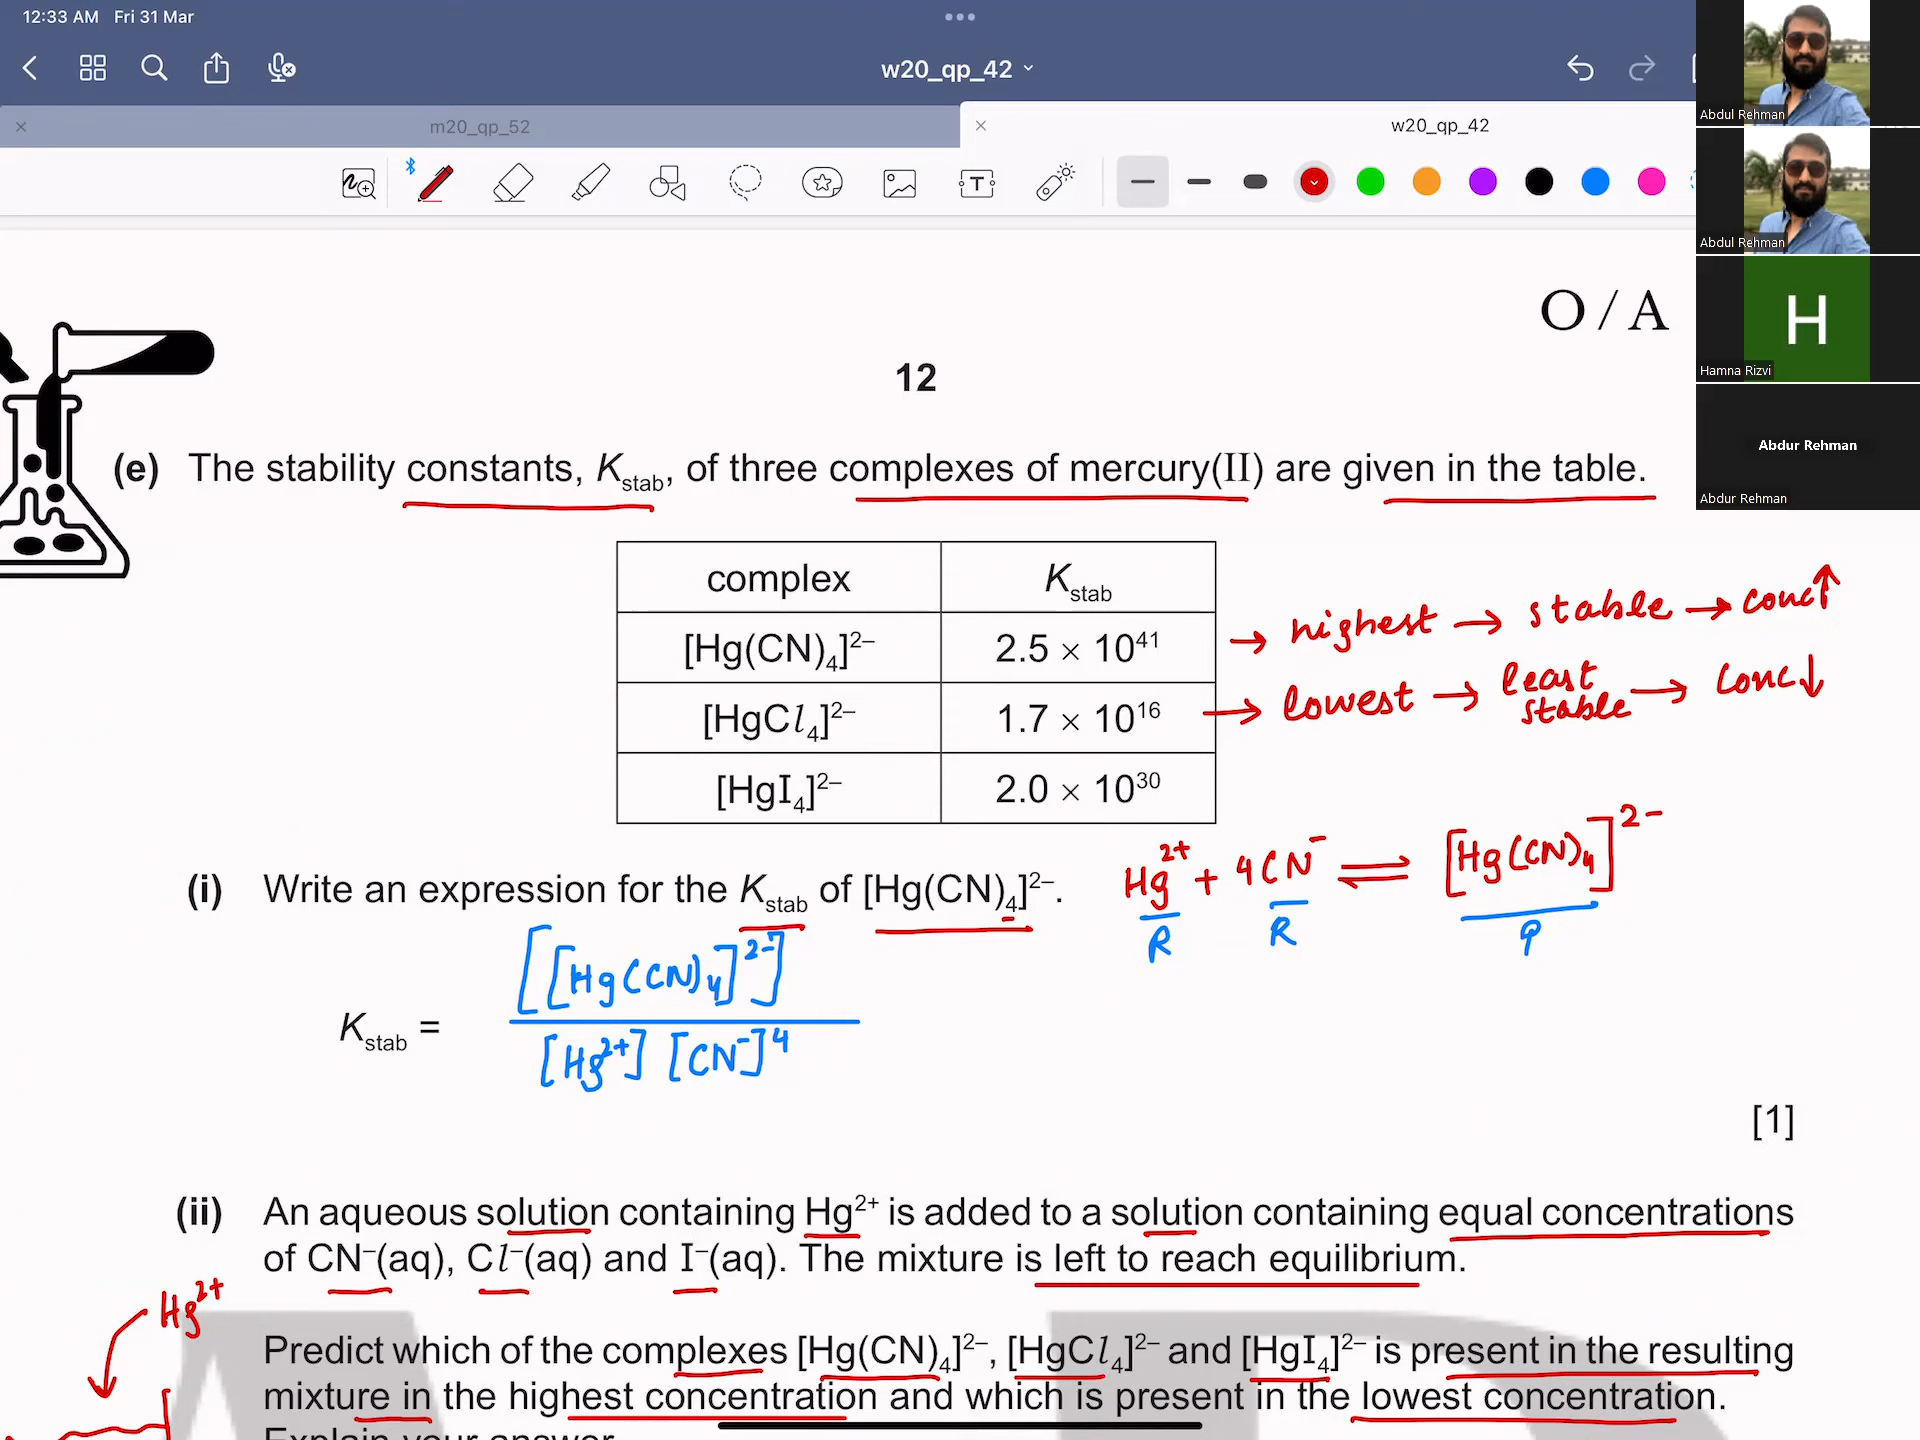 12:33 AM Fri 31 Mar
w20_qp_42
m20_qp_52
w20_qp_42
Abdul Rehman
Abdul Rehman
H
Hamna Rizvi
Abdur Rehman
Abdur Rehman
O / A
12
(e) The stability constants, Kstab, of three complexes of mercury(II) are given in the table.
complex Kstab
[Hg(CN)4]2– 2.5 × 10^41 → highest → stable → conc↑
[HgCl4]2– 1.7 × 10^16 → lowest → least stable → conc↓
[HgI4]2– 2.0 × 10^30
Hg2+ + 4CN– ⇌ [Hg(CN)4]2–
R R P
(i) Write an expression for the Kstab of [Hg(CN)4]2–.
[[Hg(CN)4]2–]
Kstab =
[Hg2+] [CN–]^4
[1]
(ii) An aqueous solution containing Hg2+ is added to a solution containing equal concentrations
of CN–(aq), Cl–(aq) and I–(aq). The mixture is left to reach equilibrium.
Hg2+
Predict which of the complexes [Hg(CN)4]2–, [HgCl4]2– and [HgI4]2– is present in the resulting
mixture in the highest concentration and which is present in the lowest concentration.
Explain your answer.